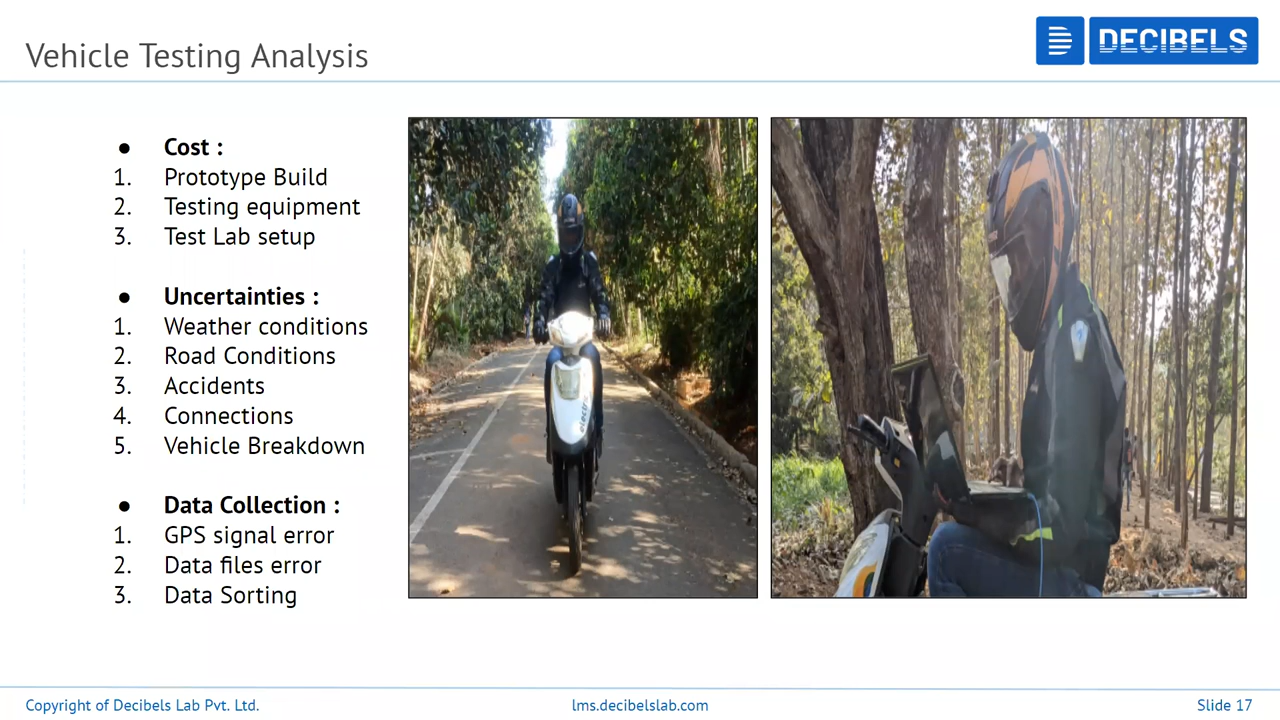 Vehicle Testing Analysis
DECIBELS
● Cost :
1. Prototype Build
2. Testing equipment
3. Test Lab setup
● Uncertainties :
1. Weather conditions
2. Road Conditions
3. Accidents
4. Connections
5. Vehicle Breakdown
● Data Collection :
1. GPS signal error
2. Data files error
3. Data Sorting
electric
Copyright of Decibels Lab Pvt. Ltd.
lms.decibelslab.com
Slide 17